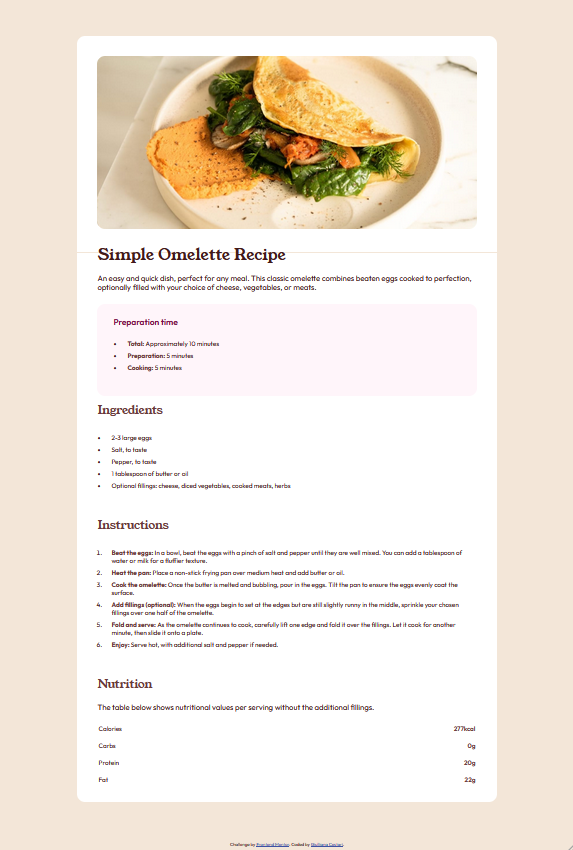 Simple Omelette Recipe
An easy and quick dish, perfect for any meal. This classic omelette combines beaten eggs cooked to perfection,
optionally filled with your choice of cheese, vegetables, or meats.
Preparation time
• Total: Approximately 10 minutes
• Preparation: 5 minutes
• Cooking: 5 minutes
Ingredients
• 2-3 large eggs
• Salt, to taste
• Pepper, to taste
• 1 tablespoon of butter or oil
• Optional fillings: cheese, diced vegetables, cooked meats, herbs
Instructions
1. Beat the eggs: In a bowl, beat the eggs with a pinch of salt and pepper until they are well mixed. You can add a tablespoon of
water or milk for a fluffier texture.
2. Heat the pan: Place a non-stick frying pan over medium heat and add butter or oil.
3. Cook the omelette: Once the butter is melted and bubbling, pour in the eggs. Tilt the pan to ensure the eggs evenly coat the
surface.
4. Add fillings (optional): When the eggs begin to set at the edges but are still slightly runny in the middle, sprinkle your chosen
fillings over one half of the omelette.
5. Fold and serve: As the omelette continues to cook, carefully lift one edge and fold it over the fillings. Let it cook for another
minute, then slide it onto a plate.
6. Enjoy: Serve hot, with additional salt and pepper if needed.
Nutrition
The table below shows nutritional values per serving without the additional fillings.
Calories 277kcal
Carbs 0g
Protein 20g
Fat 22g
Challenge by Frontend Mentor. Coded by